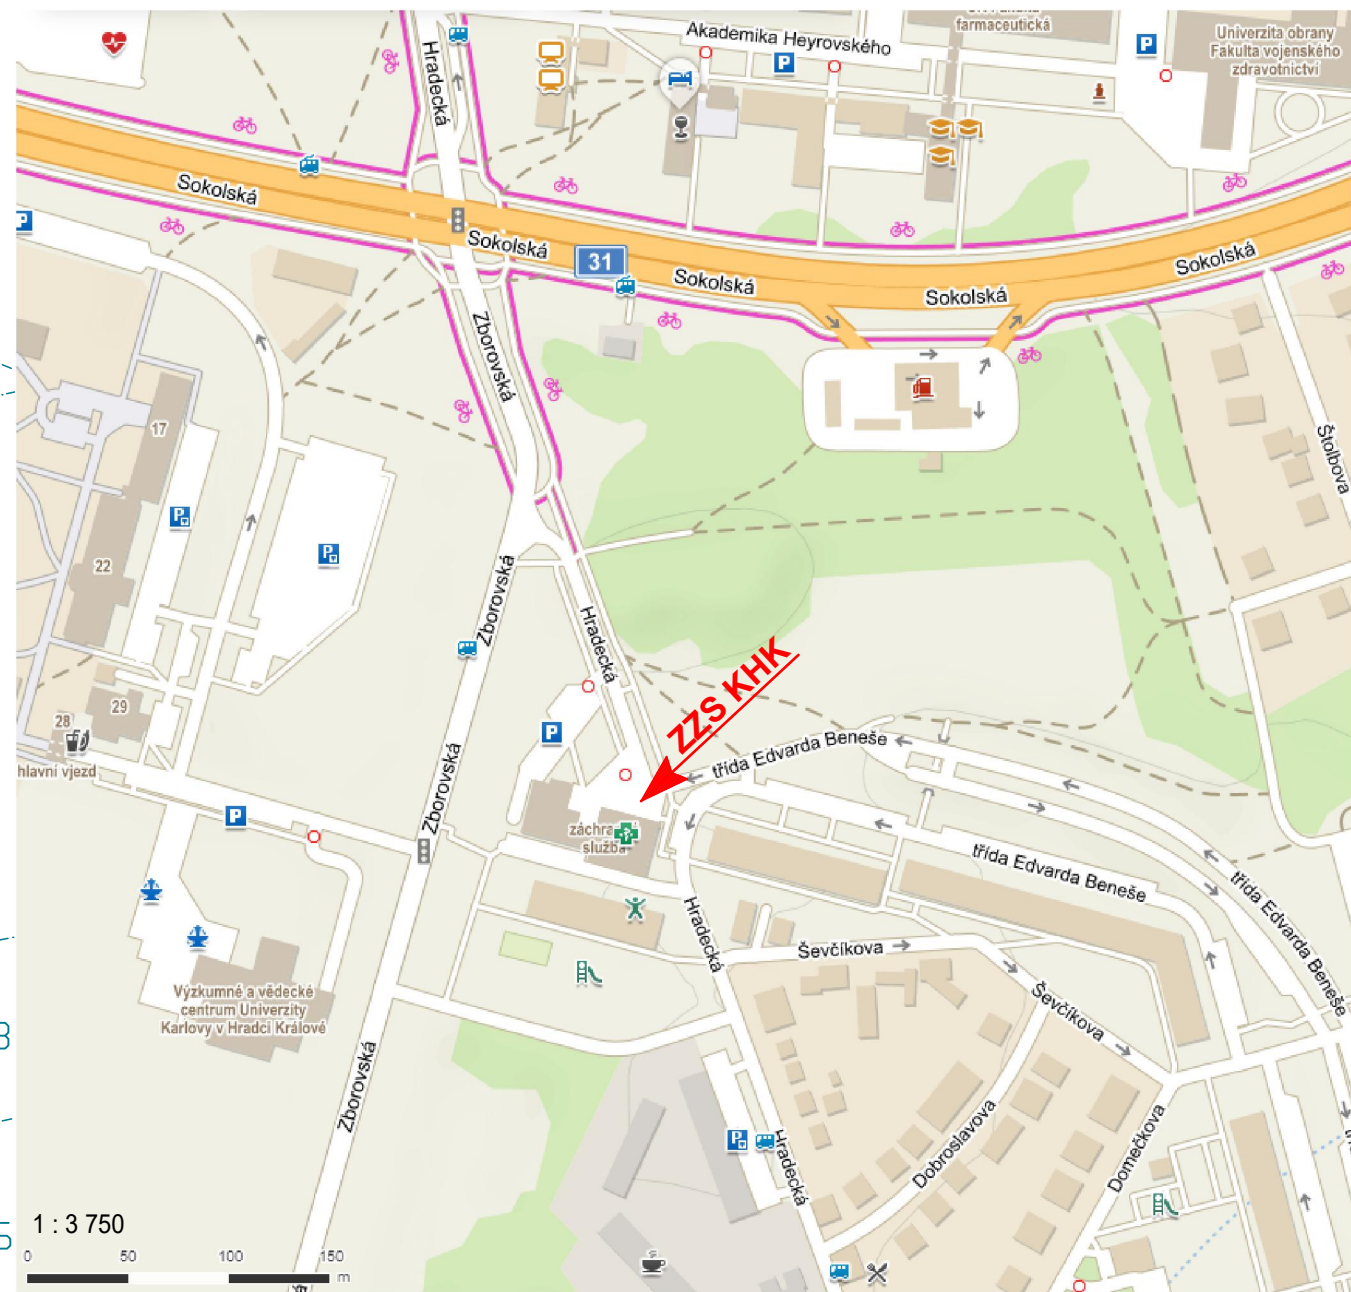 farmaceutická
Akademika Heyrovského
Univerzita obrany
Fakulta vojenského
zdravotnictví
P
P
Hradecká
Sokolská
P
Sokolská
31
Sokolská
Sokolská
Sokolská
Zborovská
17
Štolbova
P
P
22
Zborovská
Hradecká
ZZS KHK
29
28
hlavní vjezd
P
třída Edvarda Beneše
Zborovská
P
služba
třída Edvarda Beneše
třída Edvarda Beneše
Hradecká
Ševčíkova
Ševčíkova
Výzkumné a vědecké
centrum Univerzity
Karlovy v Hradci Králové
Zborovská
Dobroslavova
Domečkova
P
Hradecká
1 : 3 750
0 50 100 150
m